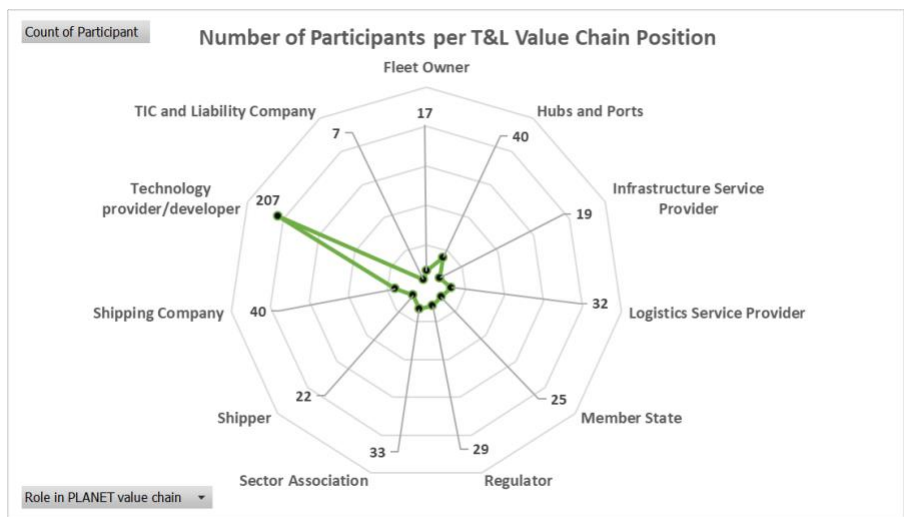 Count of Participant
Number of Participants per T&L Value Chain Position
Fleet Owner
TIC and Liability Company
17
Hubs and Ports
7
40
Technology
provider/developer
207
Infrastructure Service
Provider
19
Shipping Company
40
32
Logistics Service Provider
22
25
Shipper
Member State
33
29
Sector Association
Regulator
Role in PLANET value chain